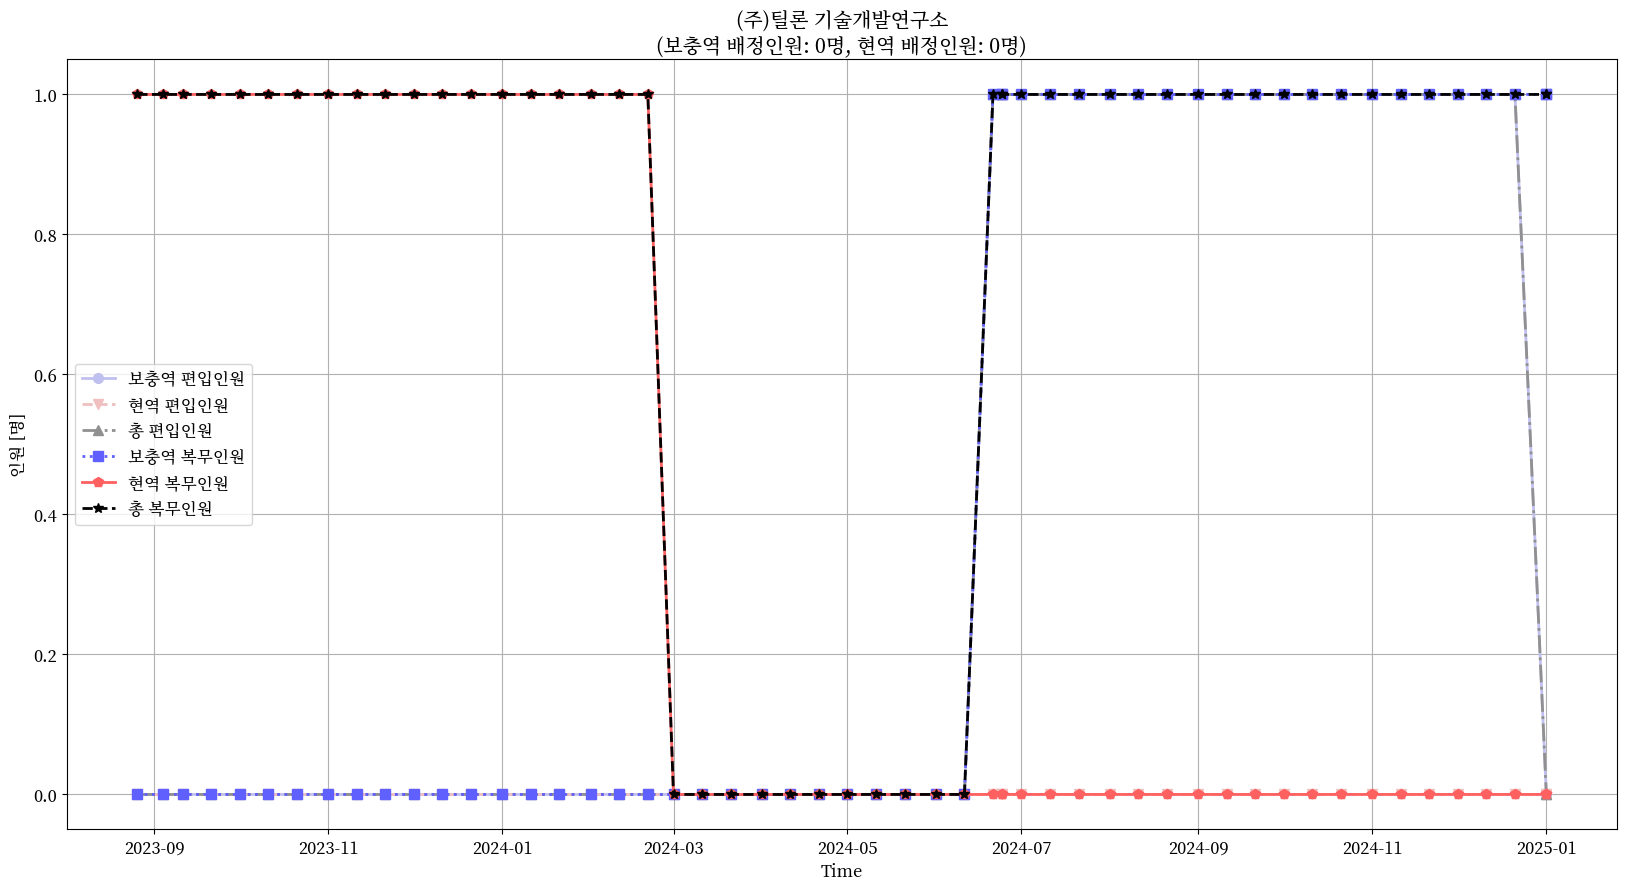 (주)틸론 기술개발연구소
(보충역 배정인원: 0명, 현역 배정인원: 0명)
1.0
0.8
0.6
0.4
0.2
0.0
인원 [명]
보충역 편입인원
현역 편입인원
총 편입인원
보충역 복무인원
현역 복무인원
총 복무인원
2023-09
2023-11
2024-01
2024-03
2024-05
2024-07
2024-09
2024-11
2025-01
Time